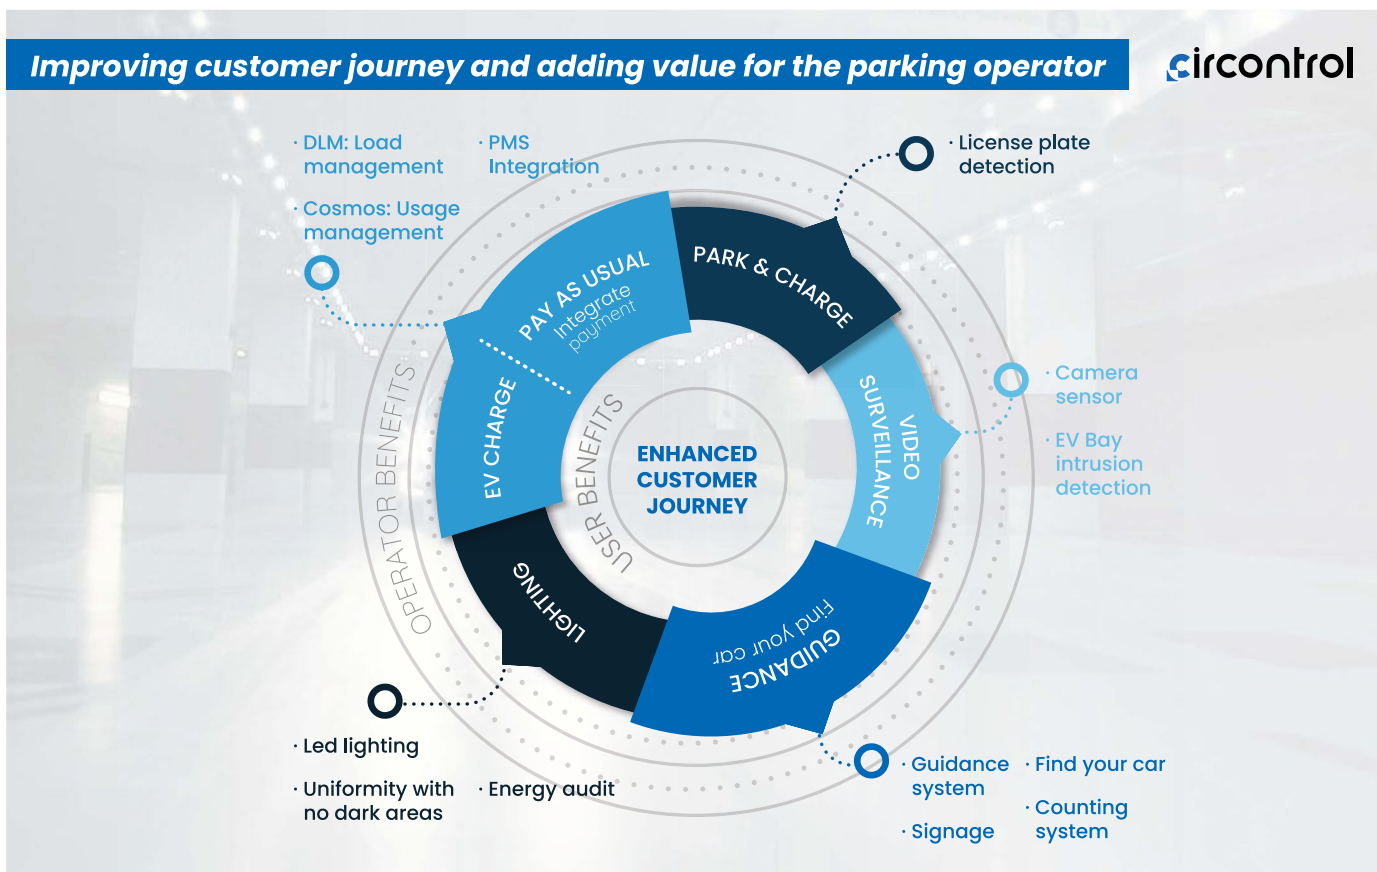 Improving customer journey and adding value for the parking operator
circontrol
· DLM: Load
management
· PMS
Integration
· Cosmos: Usage
management
· License plate
detection
PAY AS USUAL
Integrate
payment
PARK & CHARGE
EV CHARGE
VIDEO
SURVEILLANCE
· Camera
sensor
· EV Bay
intrusion
detection
OPERATOR BENEFITS
USER BENEFITS
ENHANCED
CUSTOMER
JOURNEY
LIGHTING
Find your car
GUIDANCE
· Led lighting
· Uniformity with
no dark areas
· Energy audit
· Guidance
system
· Find your car
· Signage
· Counting
system